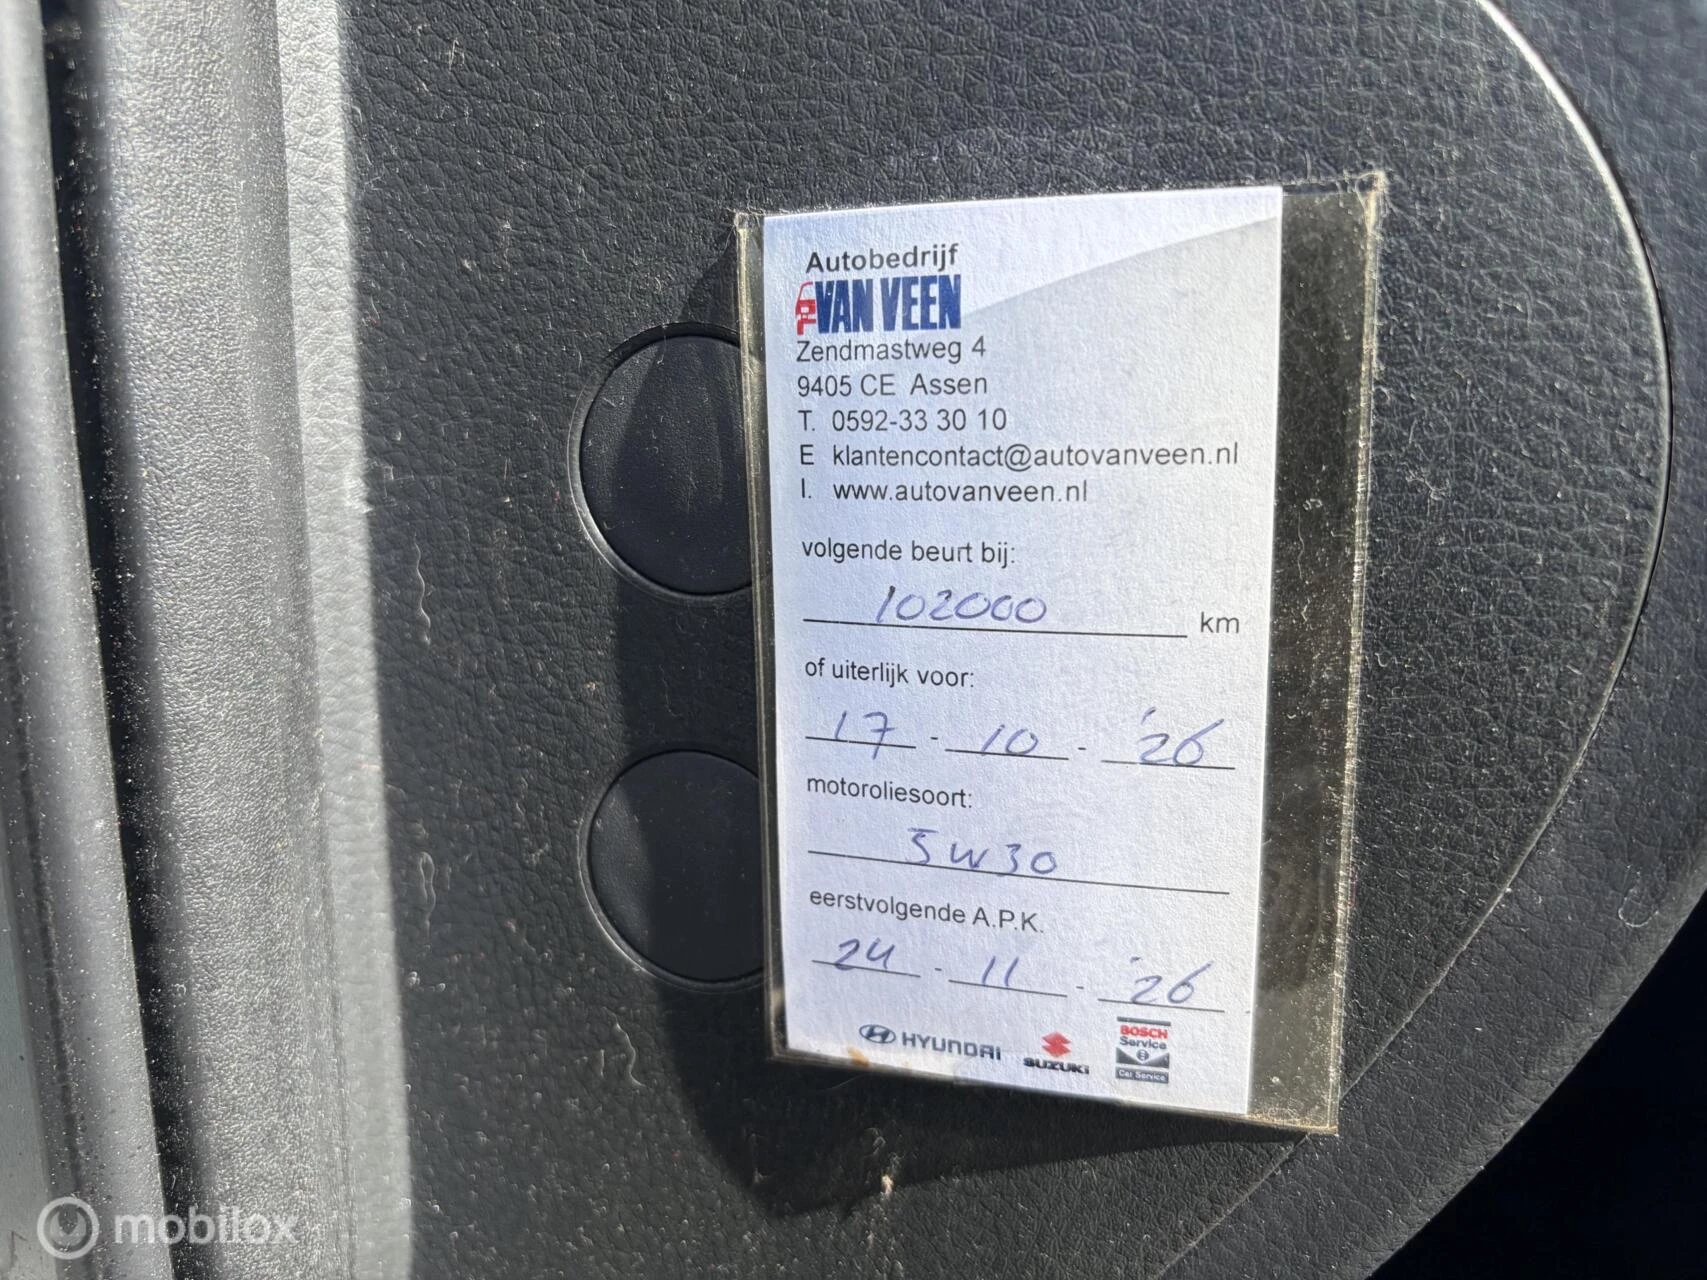 Autobedrijf
VAN VEEN
Zendmastweg 4
9405 CE Assen
T. 0592-33 30 10
E klantencontact@autovanveen.nl
I. www.autovanveen.nl
volgende beurt bij:
102000 km
of uiterlijk voor:
17 - 10 - '26
motoroliesoort:
5W30
eerstvolgende A.P.K.
24 - 11 - '26
HYUNDAI SUZUKI BOSCH
Service
Car Service
mobilox